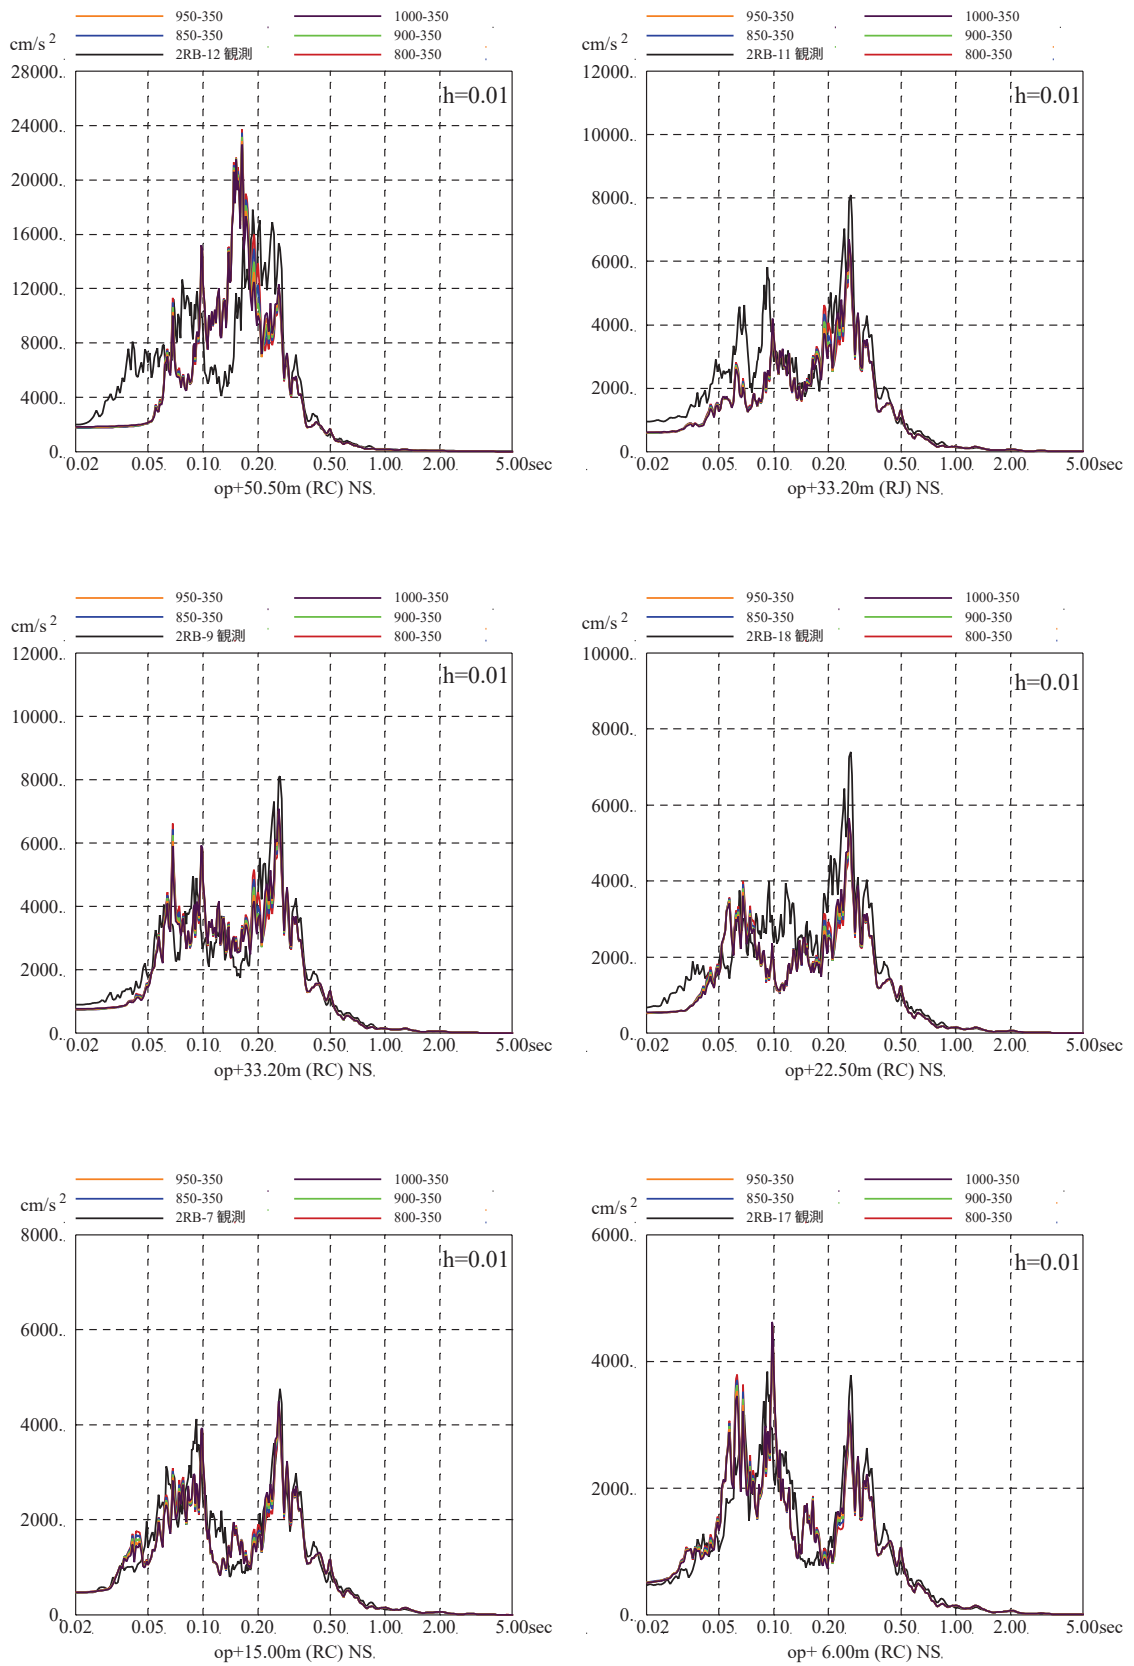 950-350 1000-350
850-350 900-350
2RB-12 観測 800-350
cm/s 2
28000.
24000.
20000.
16000.
12000.
8000.
4000.
0.
h=0.01
0.02 0.05 0.10 0.20 0.50 1.00 2.00 5.00sec
op+50.50m (RC) NS.
950-350 1000-350
850-350 900-350
2RB-11 観測 800-350
cm/s 2
12000.
10000.
8000.
6000.
4000.
2000.
0.
h=0.01
0.02 0.05 0.10 0.20 0.50 1.00 2.00 5.00sec
op+33.20m (RJ) NS.
950-350 1000-350
850-350 900-350
2RB-9 観測 800-350
cm/s 2
12000.
10000.
8000.
6000.
4000.
2000.
0.
h=0.01
0.02 0.05 0.10 0.20 0.50 1.00 2.00 5.00sec
op+33.20m (RC) NS.
950-350 1000-350
850-350 900-350
2RB-18 観測 800-350
cm/s 2
10000.
8000.
6000.
4000.
2000.
0.
h=0.01
0.02 0.05 0.10 0.20 0.50 1.00 2.00 5.00sec
op+22.50m (RC) NS.
950-350 1000-350
850-350 900-350
2RB-7 観測 800-350
cm/s 2
8000.
6000.
4000.
2000.
0.
h=0.01
0.02 0.05 0.10 0.20 0.50 1.00 2.00 5.00sec
op+15.00m (RC) NS.
950-350 1000-350
850-350 900-350
2RB-17 観測 800-350
cm/s 2
6000.
4000.
2000.
0.
h=0.01
0.02 0.05 0.10 0.20 0.50 1.00 2.00 5.00sec
op+ 6.00m (RC) NS.